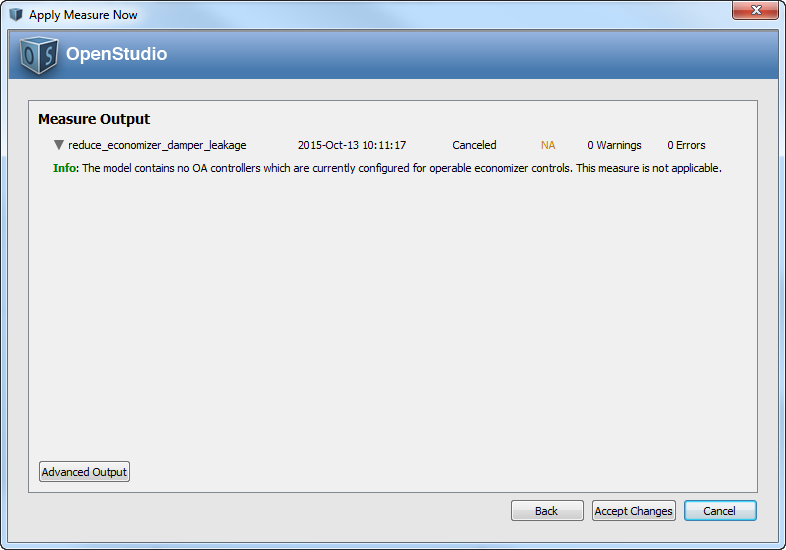 Apply Measure Now
OS OpenStudio
Measure Output
reduce_economizer_damper_leakage 2015-Oct-13 10:11:17 Canceled NA 0 Warnings 0 Errors
Info: The model contains no OA controllers which are currently configured for operable economizer controls. This measure is not applicable.
Advanced Output
Back Accept Changes Cancel